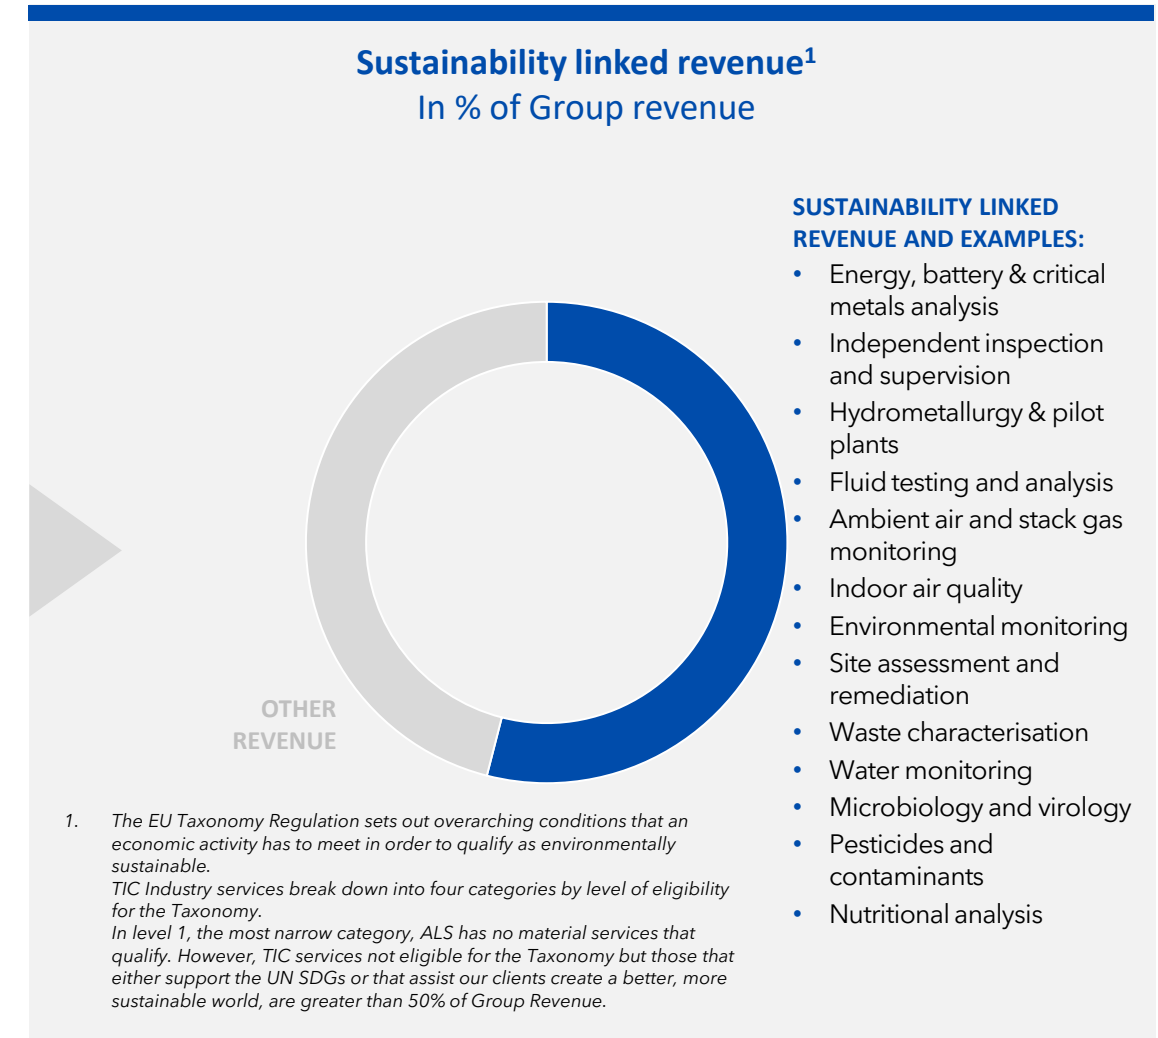 Sustainability linked revenue1
In % of Group revenue
SUSTAINABILITY LINKED
REVENUE AND EXAMPLES:
• Energy, battery & critical
metals analysis
• Independent inspection
and supervision
• Hydrometallurgy & pilot
plants
• Fluid testing and analysis
• Ambient air and stack gas
monitoring
• Indoor air quality
• Environmental monitoring
• Site assessment and
remediation
• Waste characterisation
• Water monitoring
• Microbiology and virology
• Pesticides and
contaminants
• Nutritional analysis
OTHER
REVENUE
1. The EU Taxonomy Regulation sets out overarching conditions that an
economic activity has to meet in order to qualify as environmentally
sustainable.
TIC Industry services break down into four categories by level of eligibility
for the Taxonomy.
In level 1, the most narrow category, ALS has no material services that
qualify. However, TIC services not eligible for the Taxonomy but those that
either support the UN SDGs or that assist our clients create a better, more
sustainable world, are greater than 50% of Group Revenue.